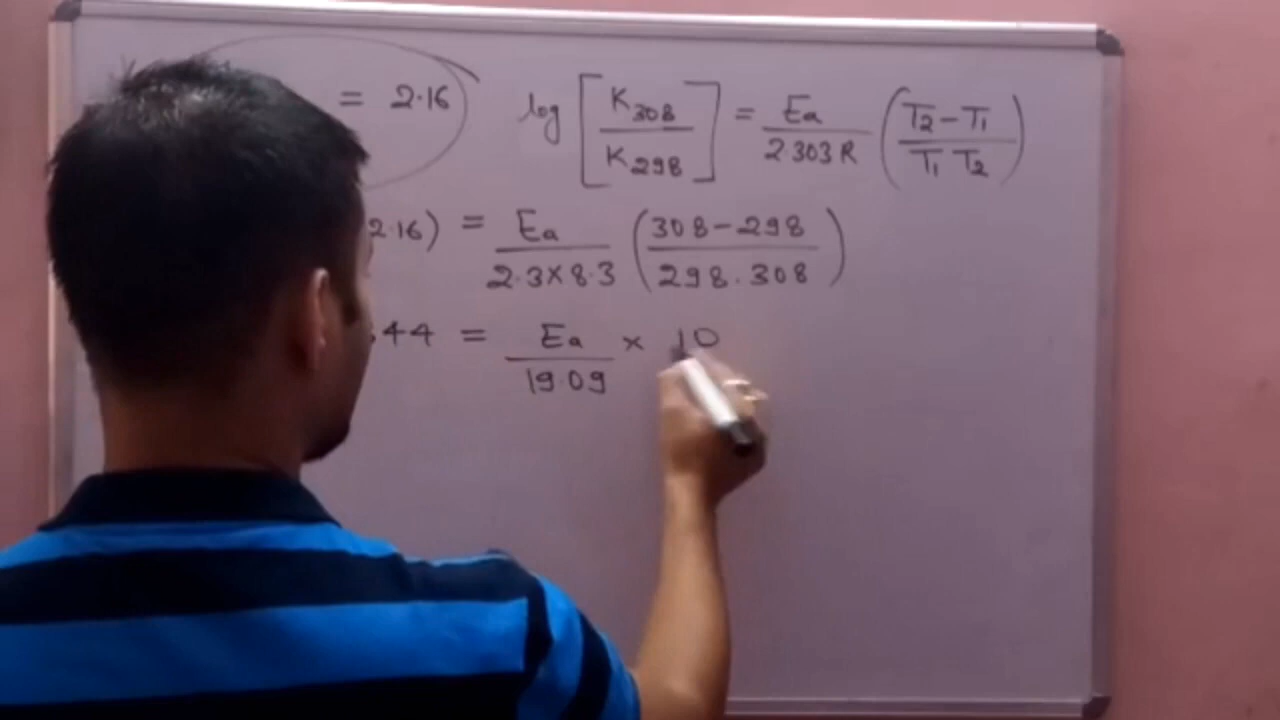 = 2.16
log [K308 / K298] = Ea / 2.303 R (T2 - T1 / T1 T2)
2.16) = Ea / 2.3 x 8.3 (308 - 298 / 298 . 308)
.44 = Ea / 19.09 x 10